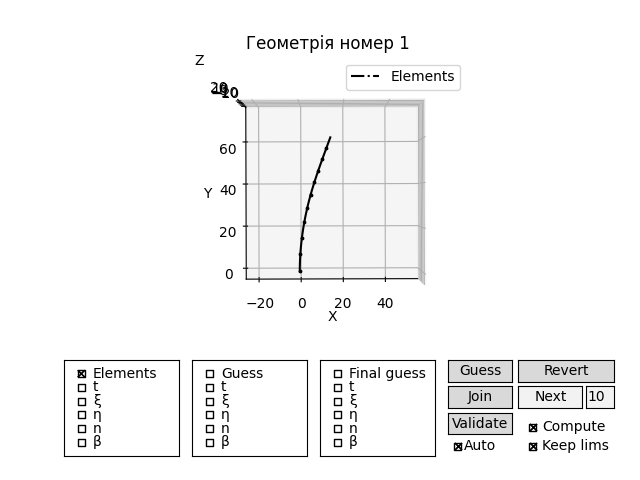 Геометрія номер 1
Z
Elements
60
40
Y
20
0
−20 0 20 40
X
Elements
t
ξ
η
n
β
Guess
t
ξ
η
n
β
Final guess
t
ξ
η
n
β
Guess Revert
Join Next 10
Validate Compute
Auto Keep lims